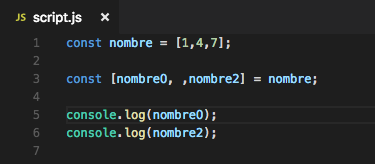 JS script.js ×
1 const nombre = [1,4,7];
2
3 const [nombre0, ,nombre2] = nombre;
4
5 console.log(nombre0);
6 console.log(nombre2);
7